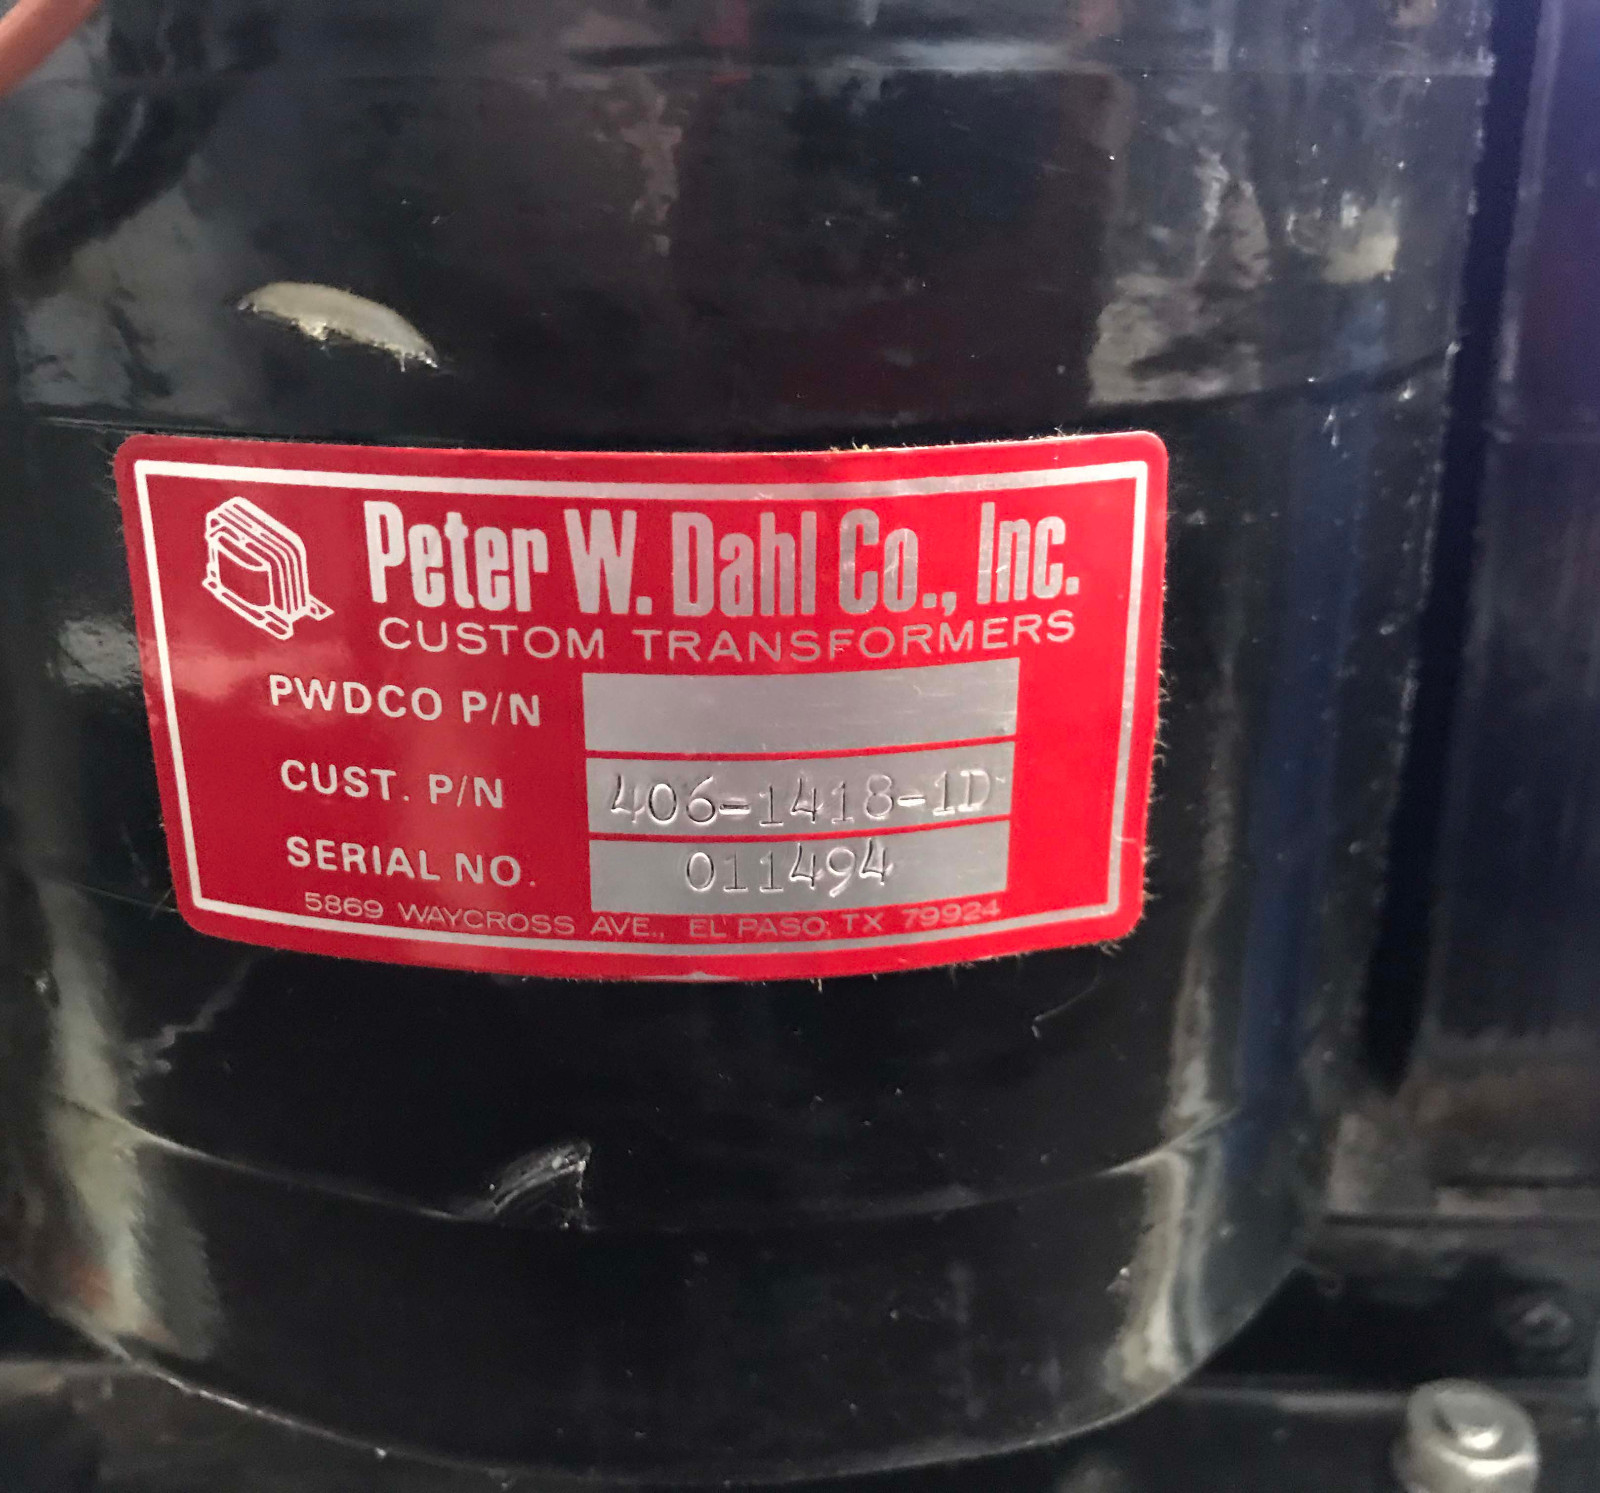 Peter W. Dahl Co., Inc.
CUSTOM TRANSFORMERS
PWDCO P/N
CUST. P/N 406-1418-1D
SERIAL NO. 011494
5869 WAYCROSS AVE., EL PASO, TX 79924